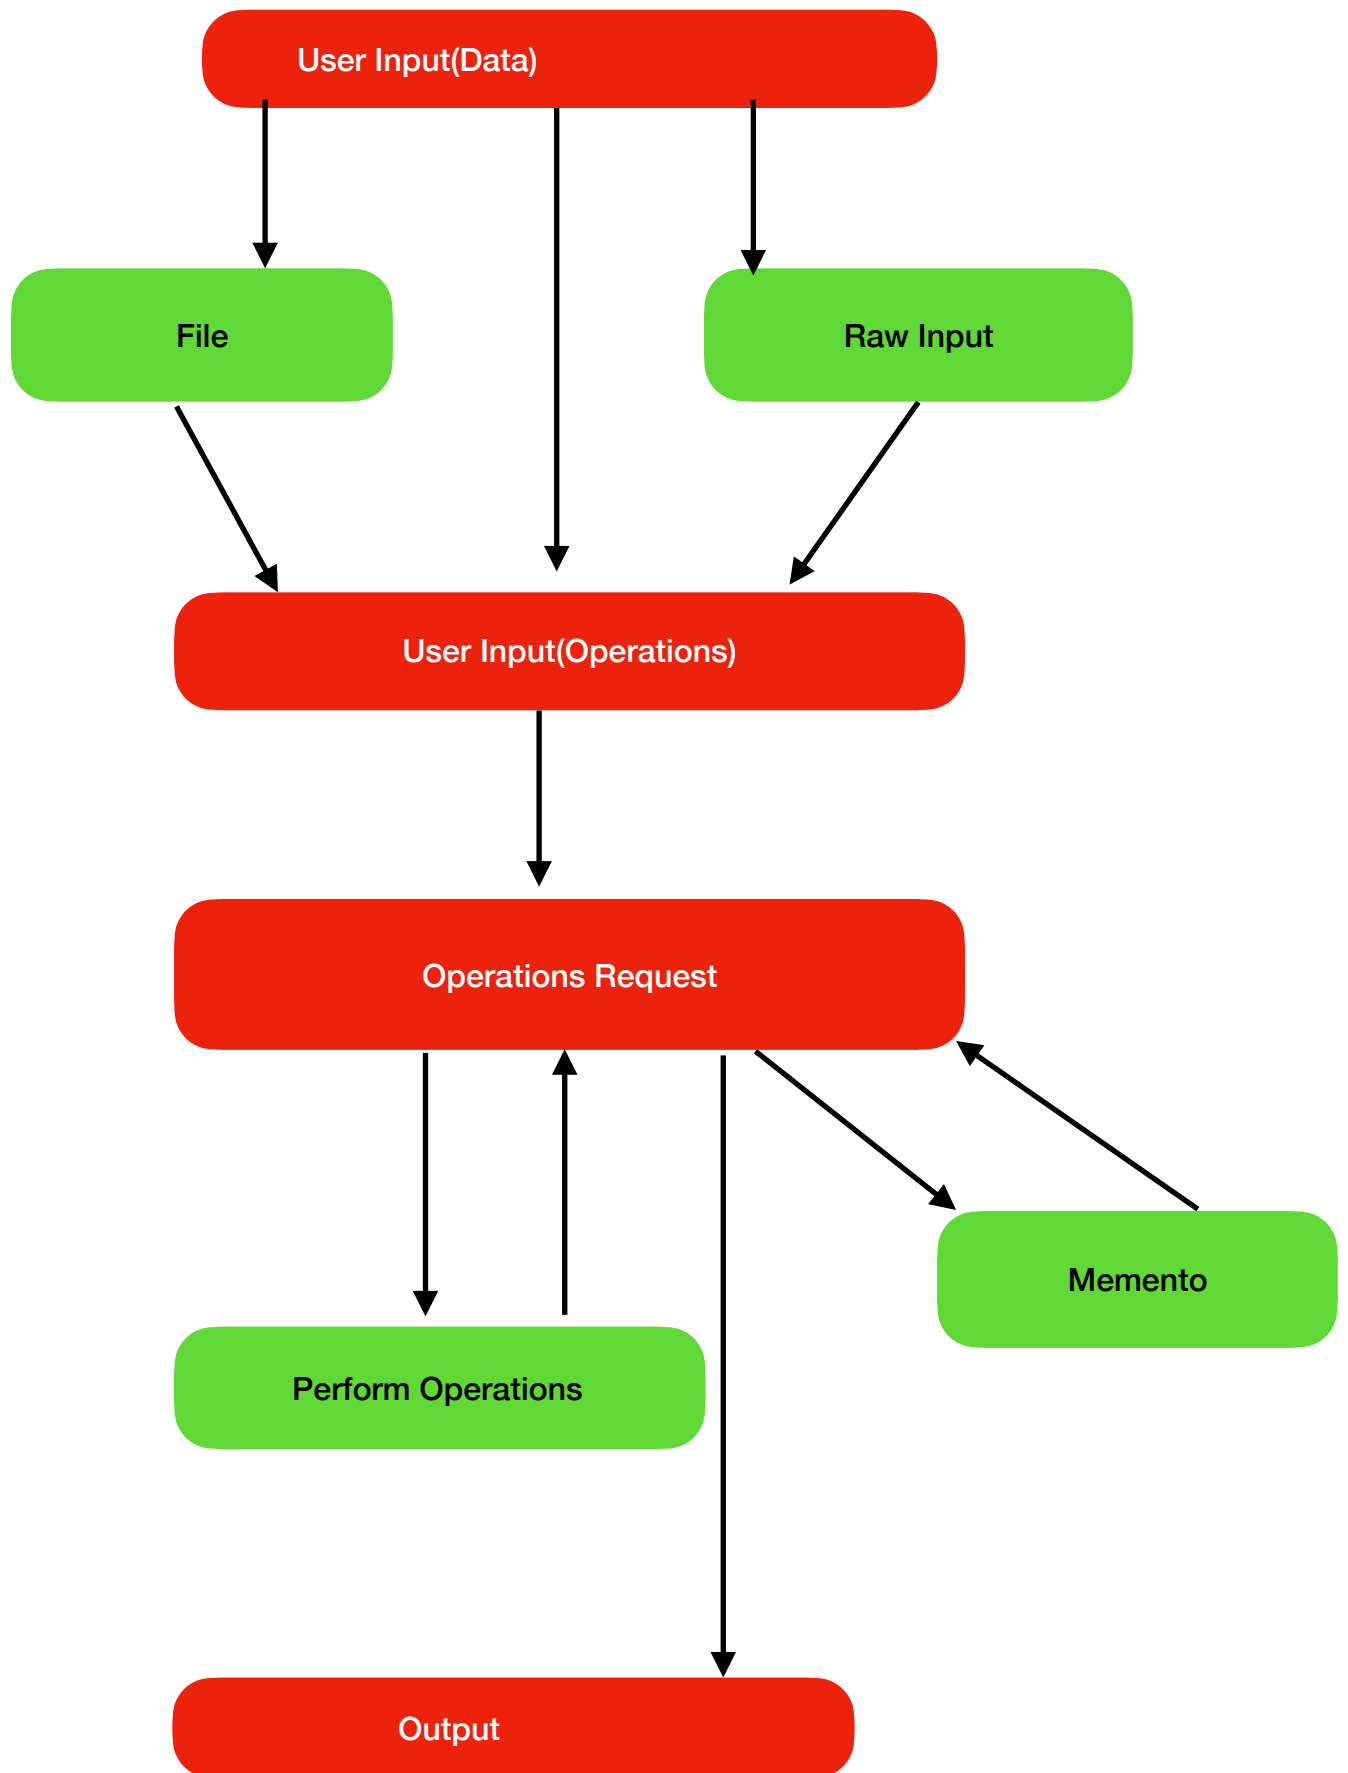 User Input(Data)
File
Raw Input
User Input(Operations)
Operations Request
Memento
Perform Operations
Output